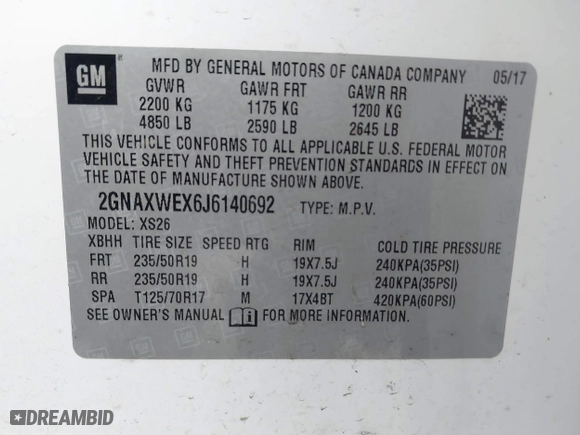 GM
MFD BY GENERAL MOTORS OF CANADA COMPANY 05/17
GVWR GAWR FRT GAWR RR
2200 KG 1175 KG 1200 KG
4850 LB 2590 LB 2645 LB
THIS VEHICLE CONFORMS TO ALL APPLICABLE U.S. FEDERAL MOTOR
VEHICLE SAFETY AND THEFT PREVENTION STANDARDS IN EFFECT ON
THE DATE OF MANUFACTURE SHOWN ABOVE.
2GNAXWEX6J6140692 TYPE: M.P.V.
MODEL: XS26
XBHH TIRE SIZE SPEED RTG RIM COLD TIRE PRESSURE
FRT 235/50R19 H 19X7.5J 240KPA(35PSI)
RR 235/50R19 H 19X7.5J 240KPA(35PSI)
SPA T125/70R17 M 17X4BT 420KPA(60PSI)
SEE OWNER'S MANUAL FOR MORE INFORMATION.
DREAMBID